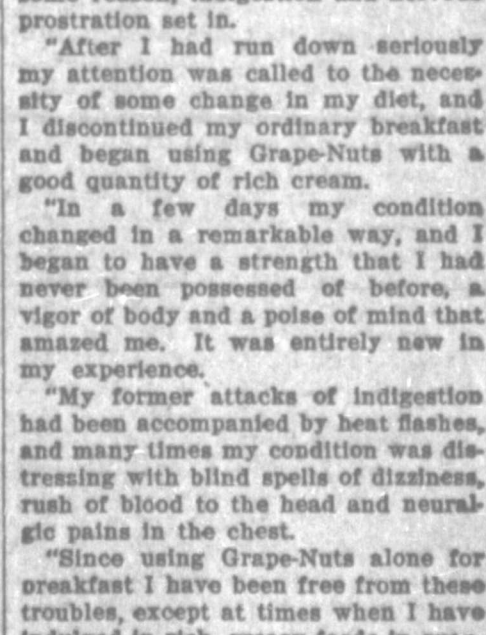 prostration set in.
"After I had run down seriously
my attention was called to the neces-
sity of some change in my diet, and
I discontinued my ordinary breakfast
and began using Grape-Nuts with a
good quantity of rich cream.
"In a few days my condition
changed in a remarkable way, and I
began to have a strength that I had
never been possessed of before, a
vigor of body and a poise of mind that
amazed me. It was entirely new in
my experience.
"My former attacks of indigestion
had been accompanied by heat flashes,
and many times my condition was dis-
tressing with blind spells of dizziness,
rush of blood to the head and neural-
gic pains in the chest.
"Since using Grape-Nuts alone for
breakfast I have been free from these
troubles, except at times when I have